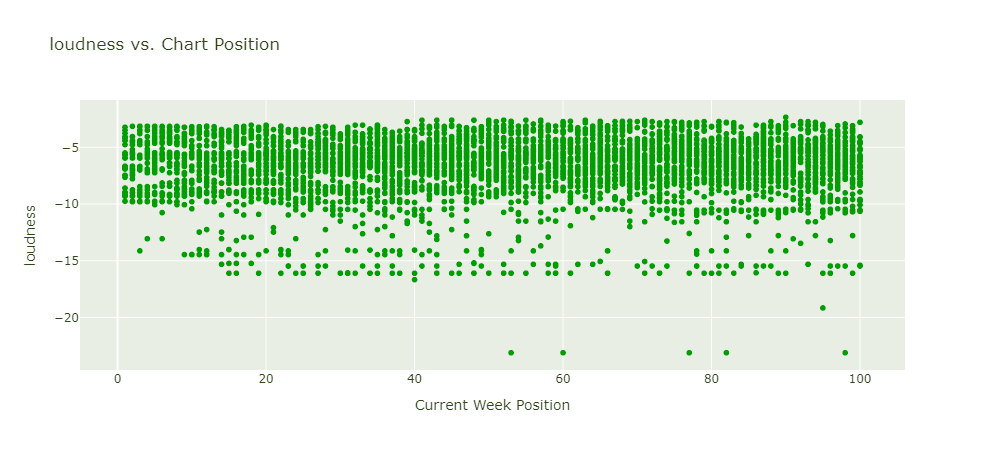 loudness vs. Chart Position
loudness
−5
−10
−15
−20
0 20 40 60 80 100
Current Week Position